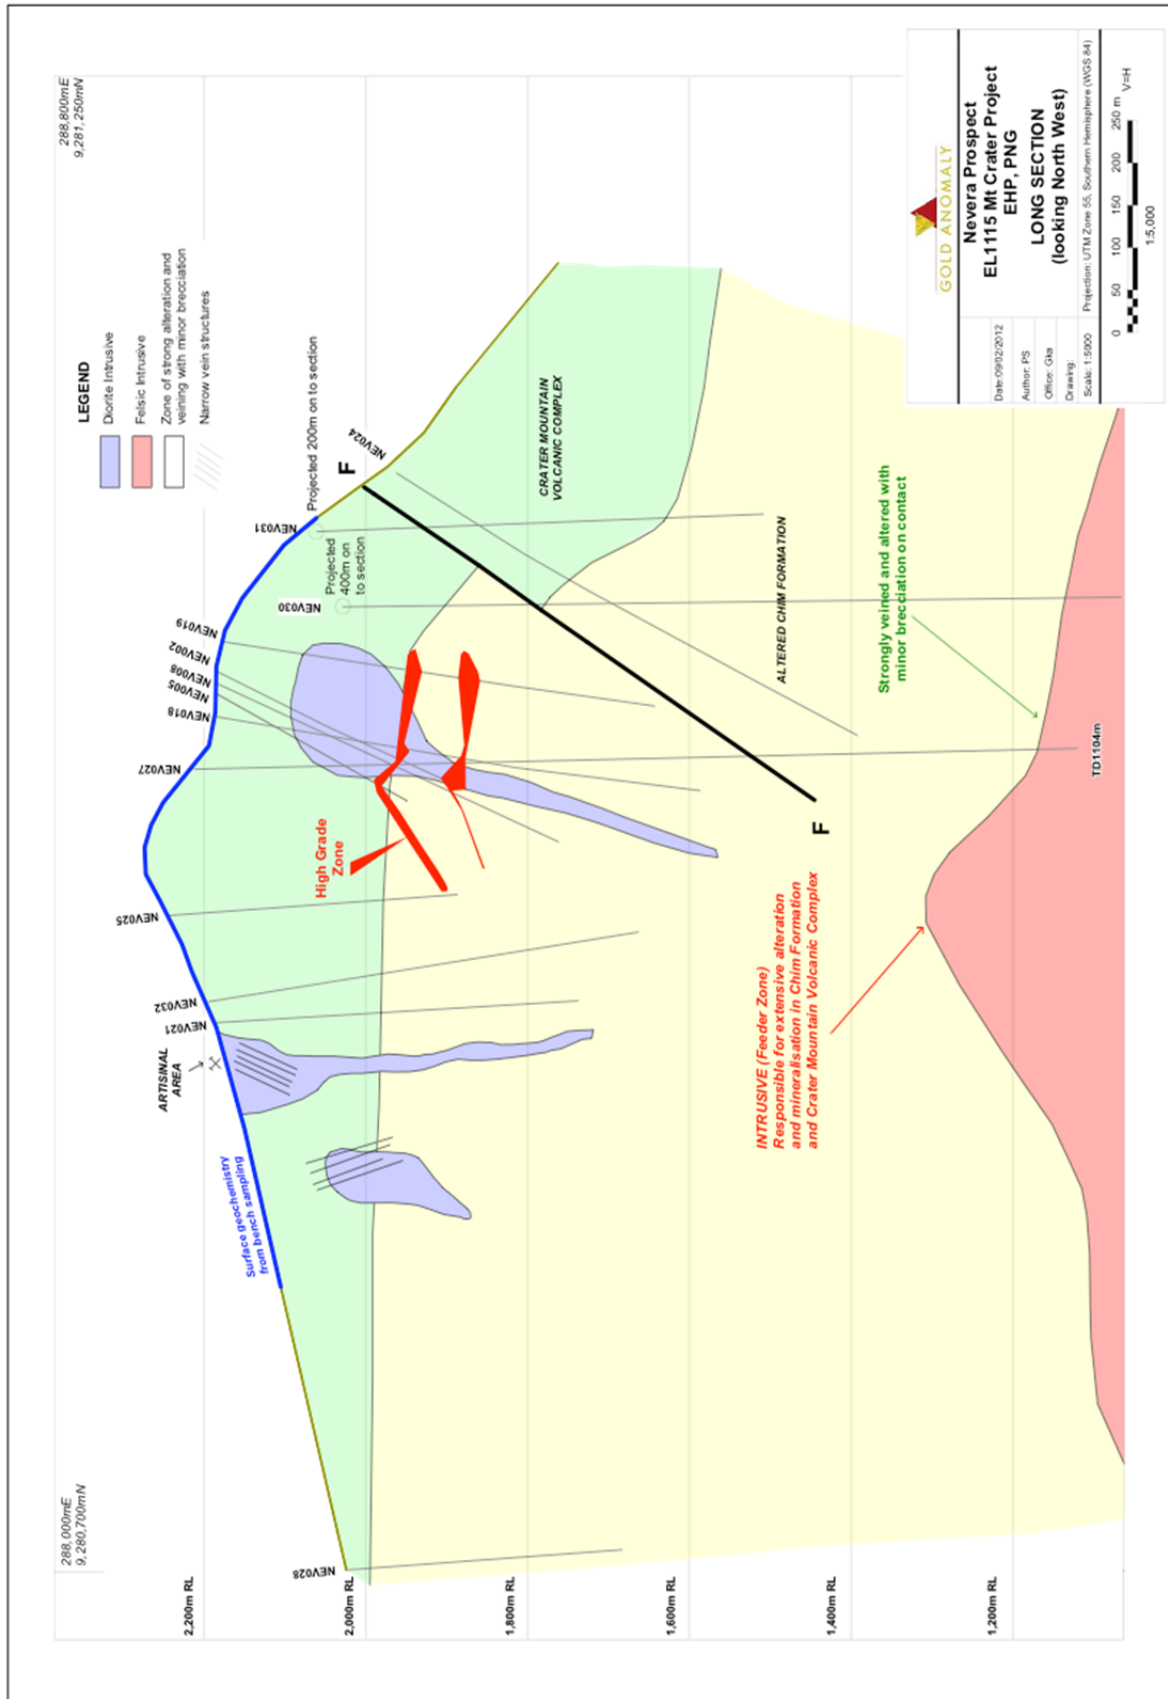 288,000mE
9,280,700mN
288,800mE
9,281,250mN
2,200m RL
2,000m RL
1,800m RL
1,600m RL
1,400m RL
1,200m RL
LEGEND
Diorite Intrusive
Felsic Intrusive
Zone of strong alteration and
veining with minor brecciation
Narrow vein structures
NEV028
Surface geochemistry
from bench sampling
ARTISINAL
AREA
NEV021
NEV032
NEV025
NEV027
NEV018
NEV005
NEV008
NEV002
NEV019
NEV030
Projected
400m on
to section
NEV031
Projected 200m on to section
NEV024
F
F
High Grade
Zone
CRATER MOUNTAIN
VOLCANIC COMPLEX
ALTERED CHIM FORMATION
INTRUSIVE (Feeder Zone)
Responsible for extensive alteration
and mineralisation in Chim Formation
and Crater Mountain Volcanic Complex
Strongly veined and altered with
minor brecciation on contact
TD1104m
GOLD ANOMALY
Nevera Prospect
EL1115 Mt Crater Project
EHP, PNG
LONG SECTION
(looking North West)
Date:09/02/2012
Author: PS
Office: Gka
Drawing:
Scale: 1:5000
Projection: UTM Zone 55, Southern Hemisphere (WGS 84)
0 50 100 150 200 250 m
V=H
1:5,000